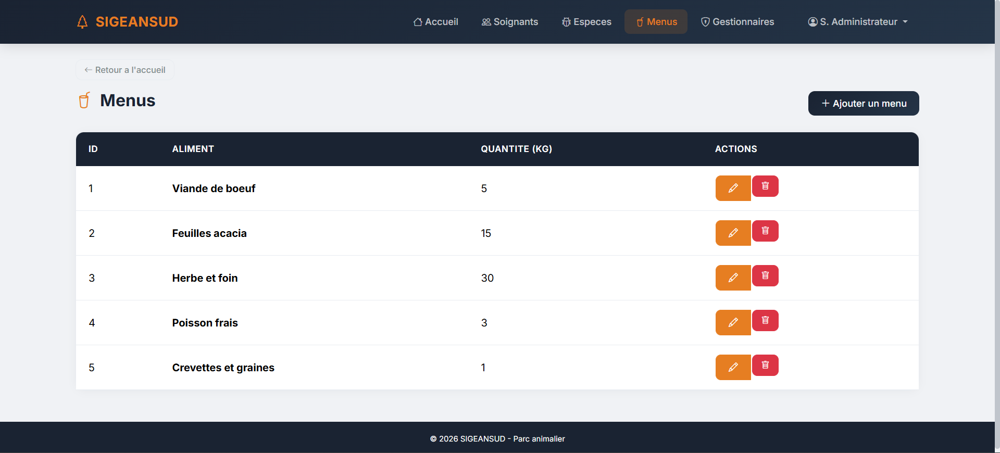 SIGEANSUD
Accueil
Soignants
Especes
Menus
Gestionnaires
S. Administrateur
Retour a l'accueil
Menus
Ajouter un menu
ID ALIMENT QUANTITE (KG) ACTIONS
1 Viande de boeuf 5
2 Feuilles acacia 15
3 Herbe et foin 30
4 Poisson frais 3
5 Crevettes et graines 1
© 2026 SIGEANSUD - Parc animalier